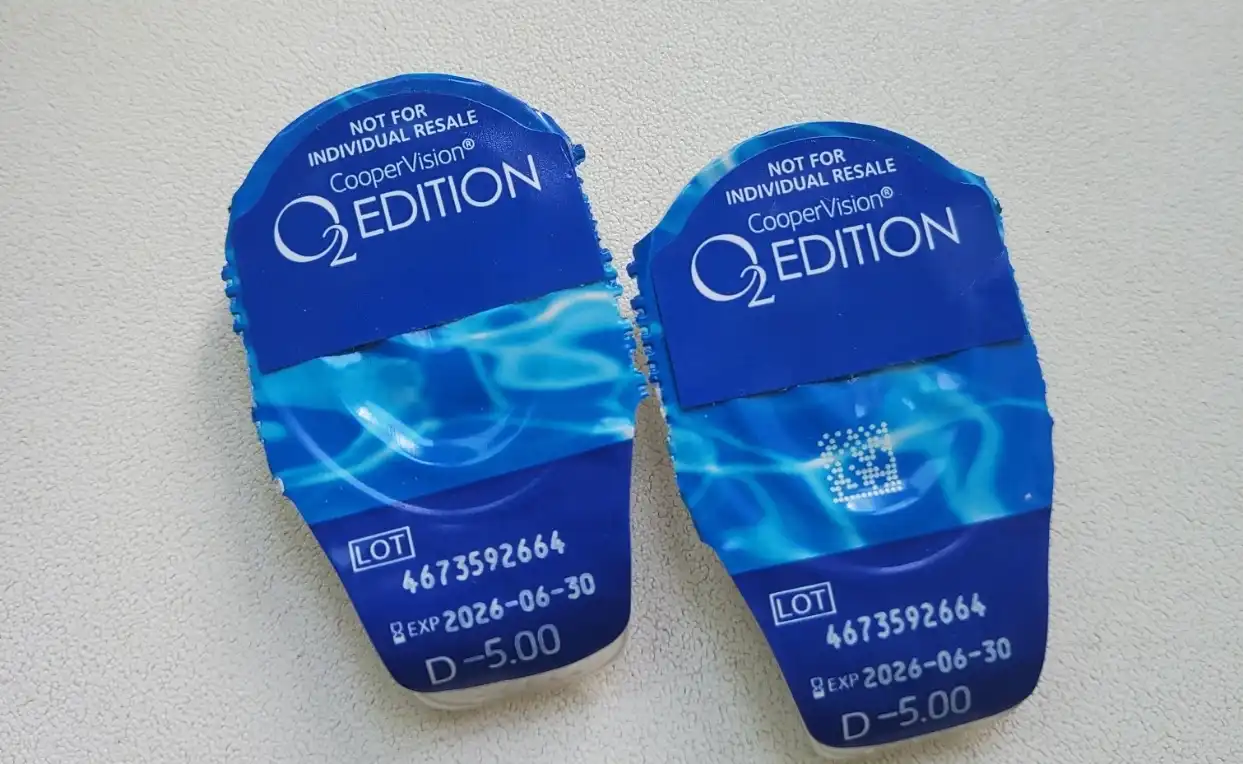 NOT FOR
INDIVIDUAL RESALE
CooperVision®
O2 EDITION
LOT
4673592664
EXP 2026-06-30
D -5.00
NOT FOR
INDIVIDUAL RESALE
CooperVision®
O2 EDITION
LOT
4673592664
EXP 2026-06-30
D -5.00